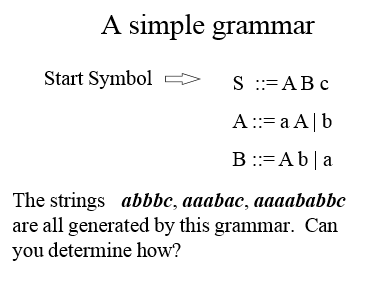 A simple grammar
Start Symbol S ::= A B c
A ::= a A | b
B ::= A b | a
The strings abbbc, aaabac, aaaababbc
are all generated by this grammar. Can
you determine how?